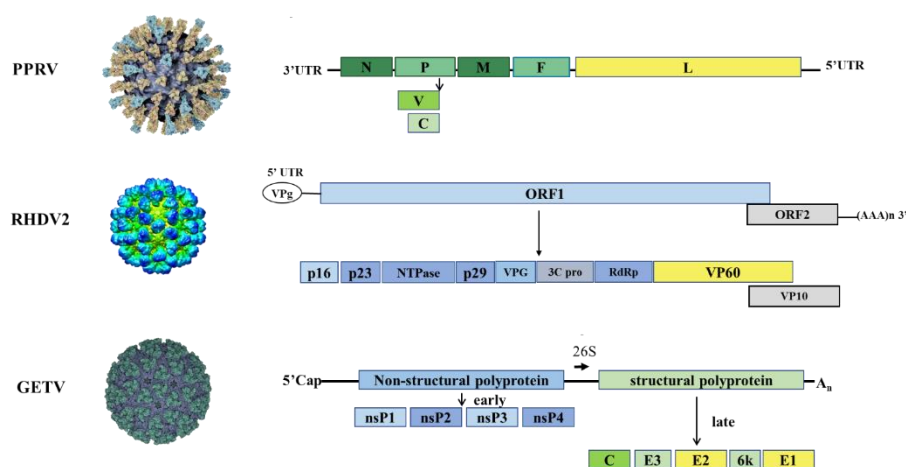 PPRV
3'UTR N P M F L 5'UTR
V
C
RHDV2
5' UTR
VPg ORF1
ORF2 (AAA)n 3'
p16 p23 NTPase p29 VPG 3C pro RdRp VP60
VP10
GETV
26S
5'Cap Non-structural polyprotein structural polyprotein An
early
nsP1 nsP2 nsP3 nsP4
late
C E3 E2 6k E1